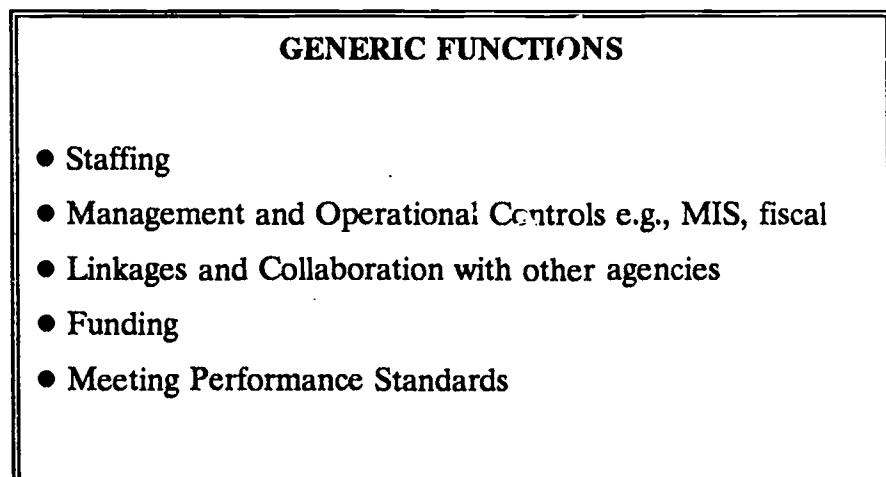 GENERIC FUNCTIONS
● Staffing
● Management and Operational Controls e.g., MIS, fiscal
● Linkages and Collaboration with other agencies
● Funding
● Meeting Performance Standards